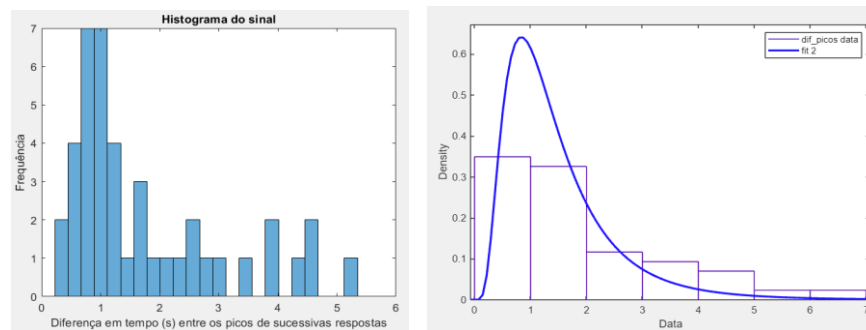 Histograma do sinal
7
6
5
4
3
2
1
0
Frequência
0 1 2 3 4 5 6
Diferença em tempo (s) entre os picos de sucessivas respostas
dif_picos data
fit 2
0.6
0.5
0.4
0.3
0.2
0.1
0
Density
0 1 2 3 4 5 6 7
Data